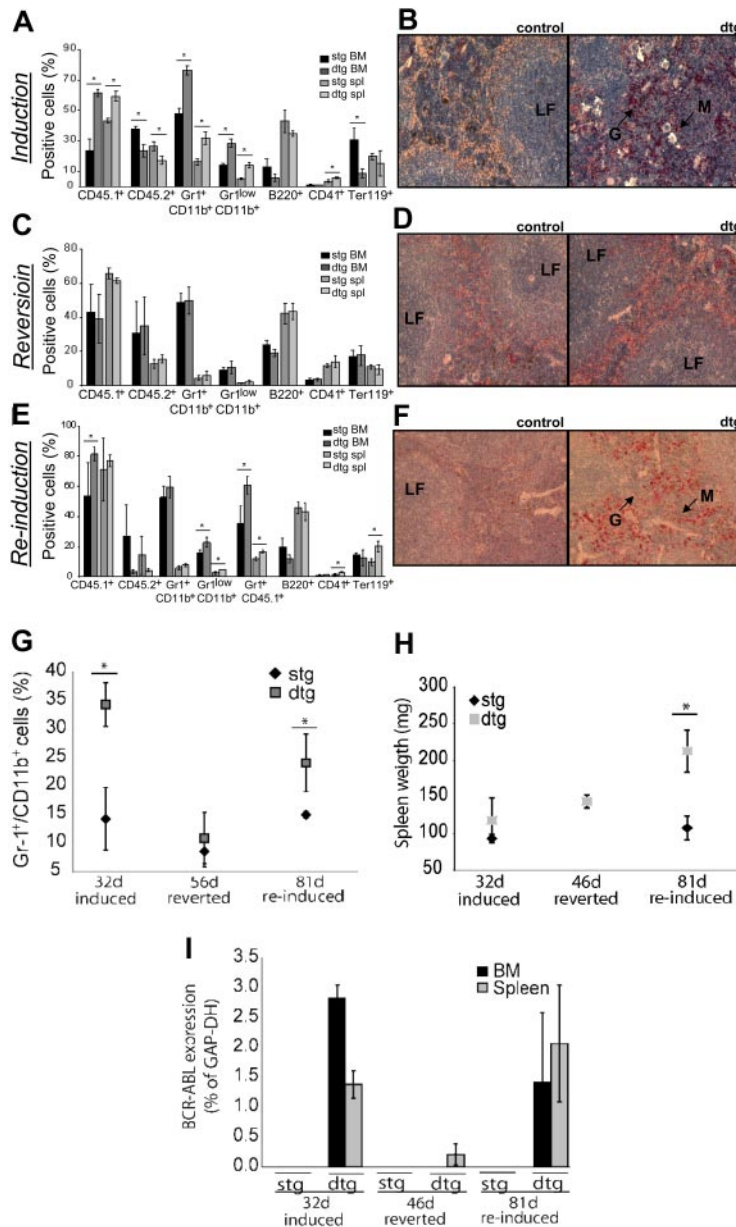 A
Induction
Positive cells (%)
90
70
50
30
10
0
* * * * * * * *
stg BM
dtg BM
stg spl
dtg spl
CD45.1+ CD45.2+ Gr1+ Gr1low B220+ CD41+ Ter119+
CD11b+ CD11b+
B
control dtg
LF G M
C
Reversioin
Positive cells (%)
80
60
40
20
0
stg BM
dtg BM
stg spl
dtg spl
CD45.1+ CD45.2+ Gr1+ Gr1low B220+ CD41+ Ter119+
CD11b+ CD11b+
D
control dtg
LF LF LF LF
E
Re-induction
Positive cells (%)
100
80
60
40
20
0
* * * * * * *
stg BM
dtg BM
stg spl
dtg spl
CD45.1+ CD45.2+ Gr1+ Gr1low Gr1+ B220+ CD41+ Ter119+
CD11b+ CD11b+ CD45.1+
F
control dtg
LF G M
G
Gr-1+/CD11b+ cells (%)
40
35
30
25
20
15
10
5
* *
stg
dtg
32d 56d 81d
induced reverted re-induced
H
Spleen weigth (mg)
300
250
200
150
100
50
*
stg
dtg
32d 46d 81d
induced reverted re-induced
I
BCR-ABL expression
(% of GAP-DH)
3.5
3.0
2.5
2.0
1.5
1.0
0.5
0.0
BM
Spleen
stg dtg stg dtg stg dtg
32d 46d 81d
induced reverted re-induced